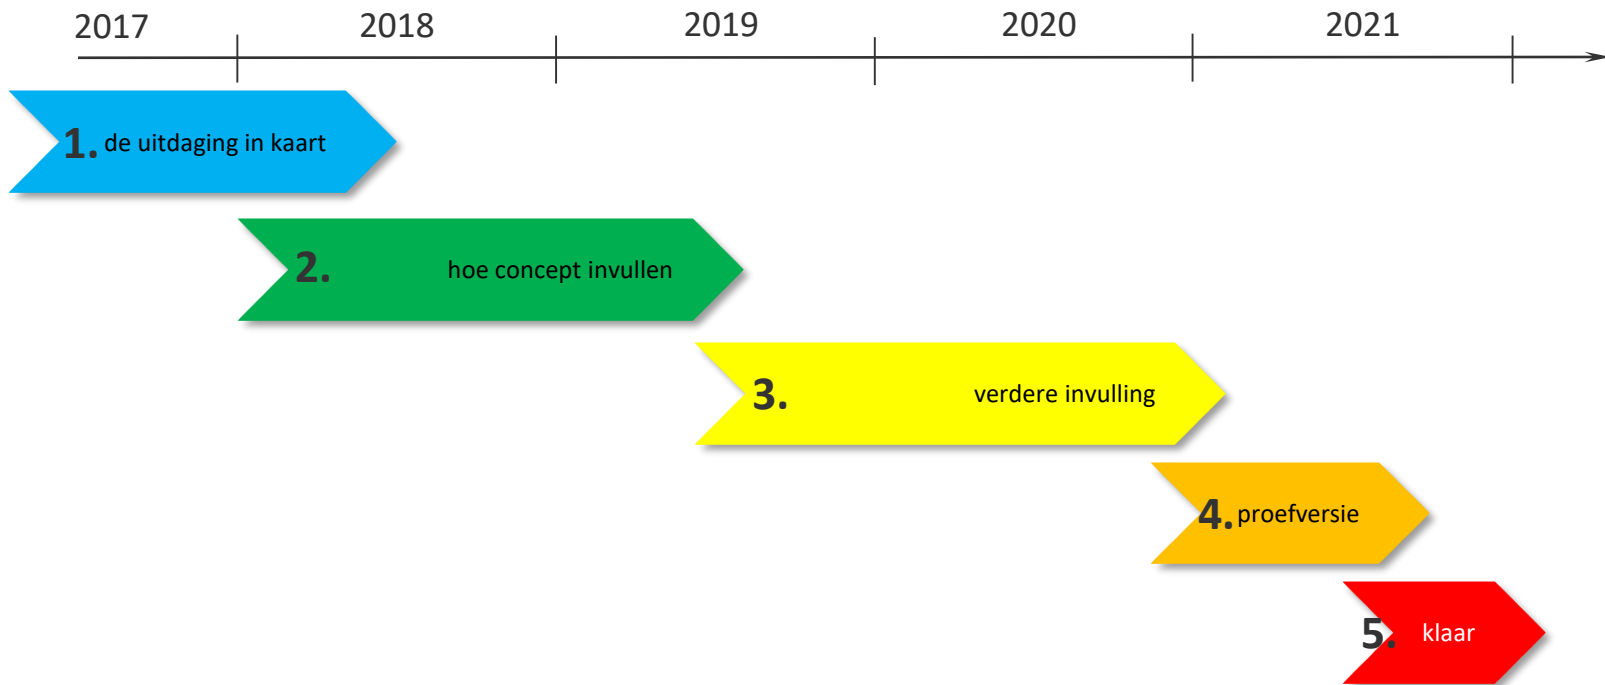 2017 2018 2019 2020 2021
1. de uitdaging in kaart
2. hoe concept invullen
3. verdere invulling
4. proefversie
5. klaar